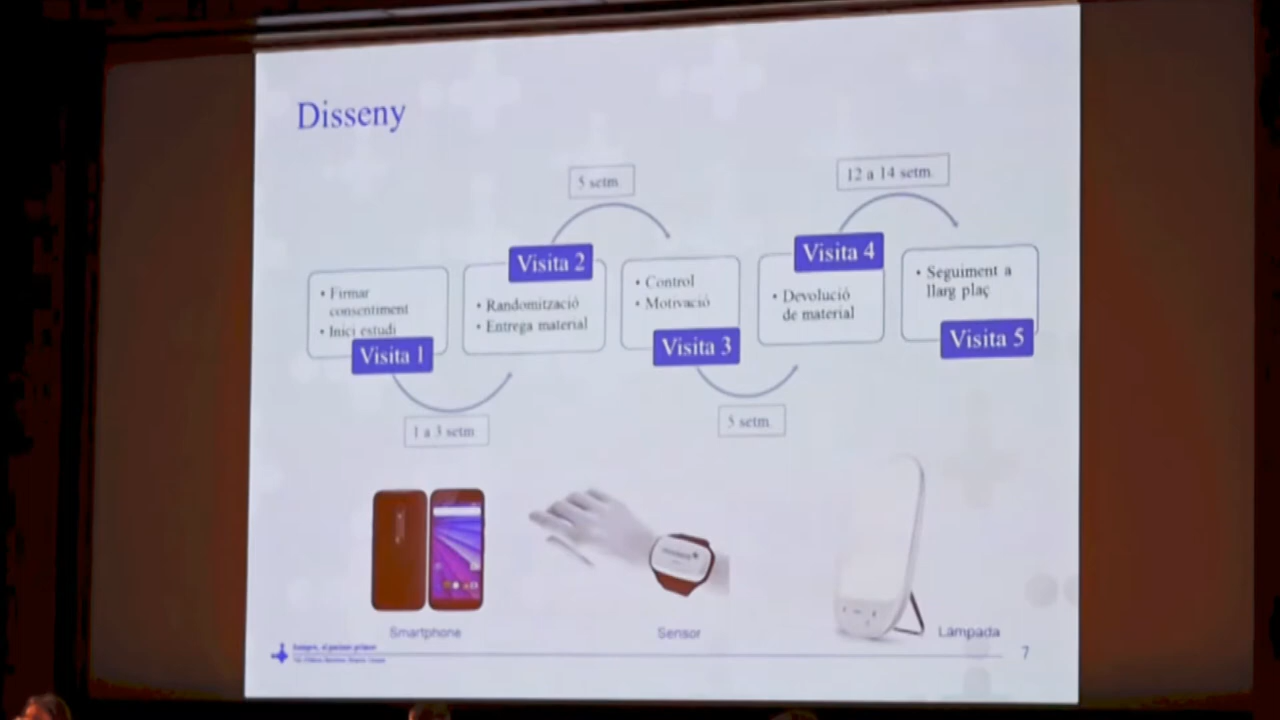 Disseny
5 setm.
12 a 14 setm.
• Firmar
consentiment
• Inici estudi
Visita 1
Visita 2
• Randomització
• Entrega material
• Control
• Motivació
Visita 3
Visita 4
• Devolució
de material
• Seguiment a
llarg plaç
Visita 5
1 a 3 setm.
5 setm.
Smartphone
Sensor
Làmpada
7